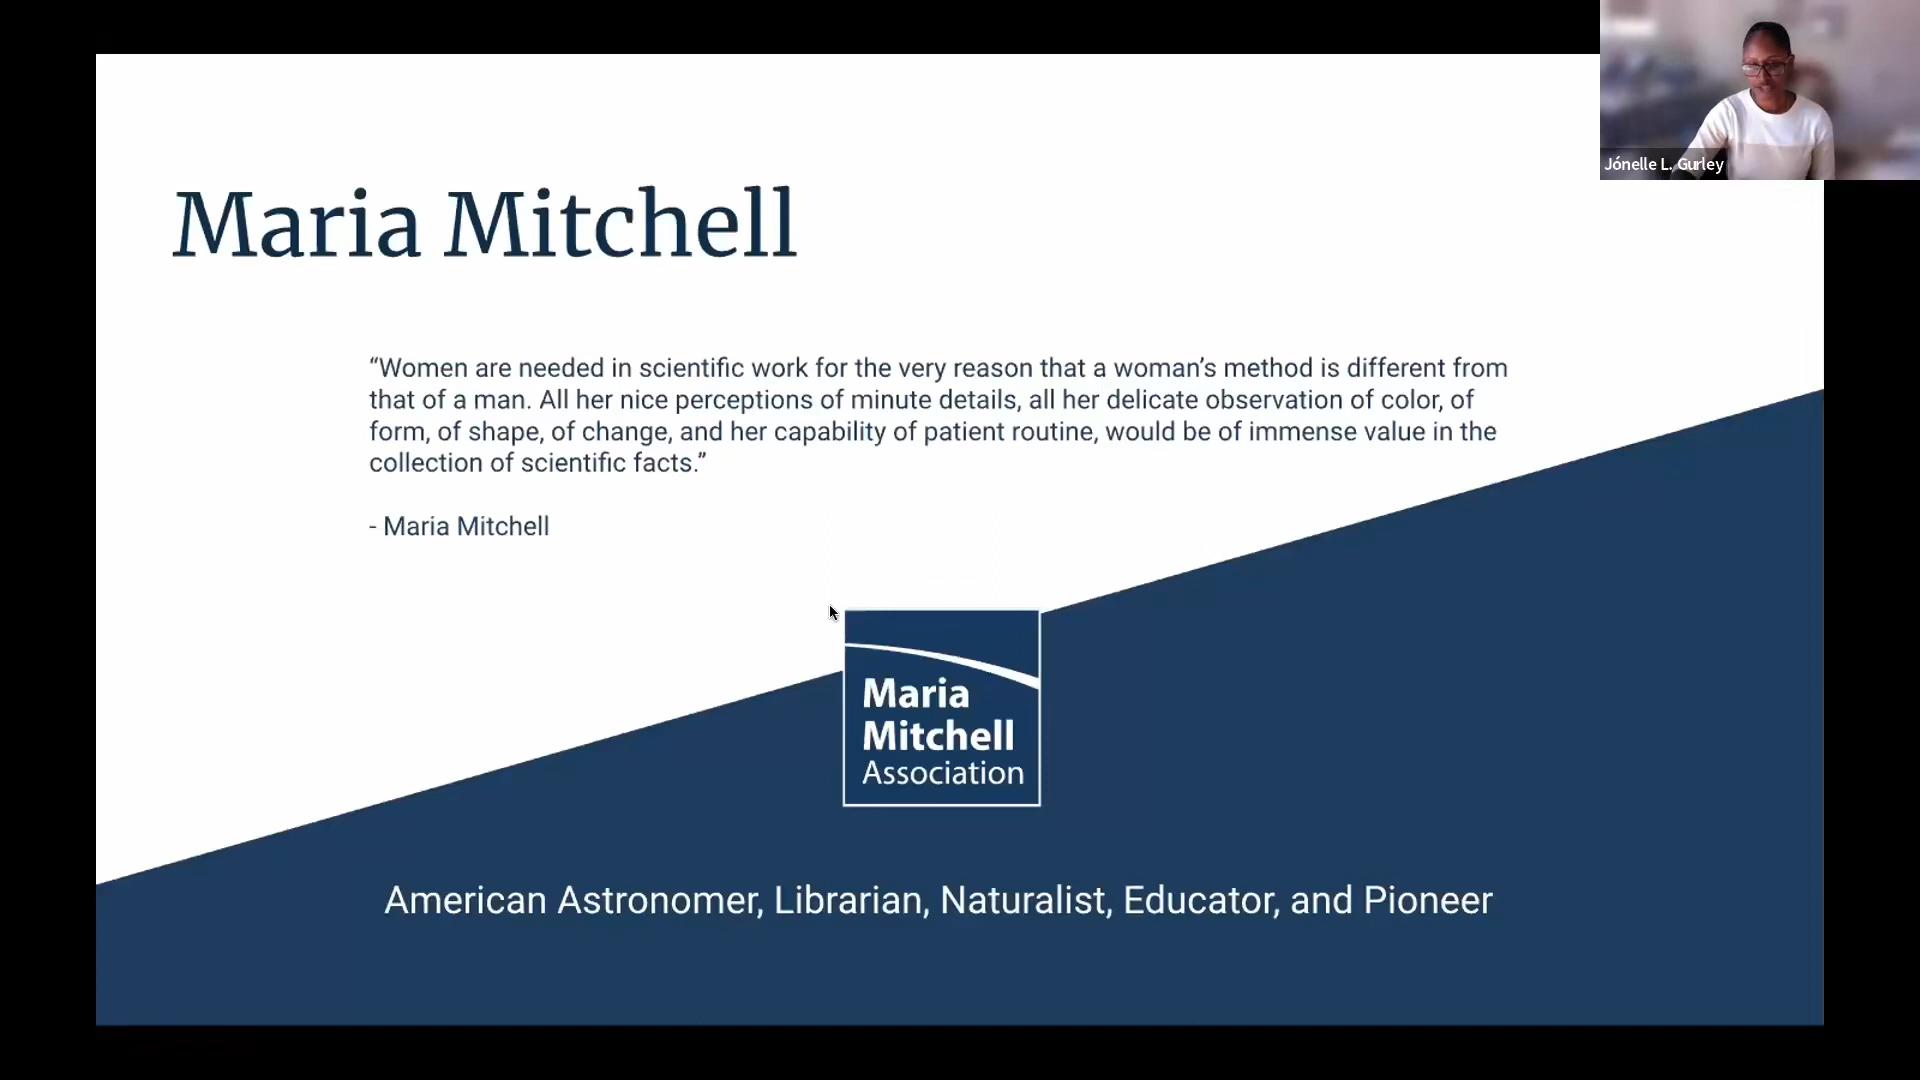 Jónelle L. Gurley
Maria Mitchell
“Women are needed in scientific work for the very reason that a woman’s method is different from
that of a man. All her nice perceptions of minute details, all her delicate observation of color, of
form, of shape, of change, and her capability of patient routine, would be of immense value in the
collection of scientific facts.”
- Maria Mitchell
Maria
Mitchell
Association
American Astronomer, Librarian, Naturalist, Educator, and Pioneer